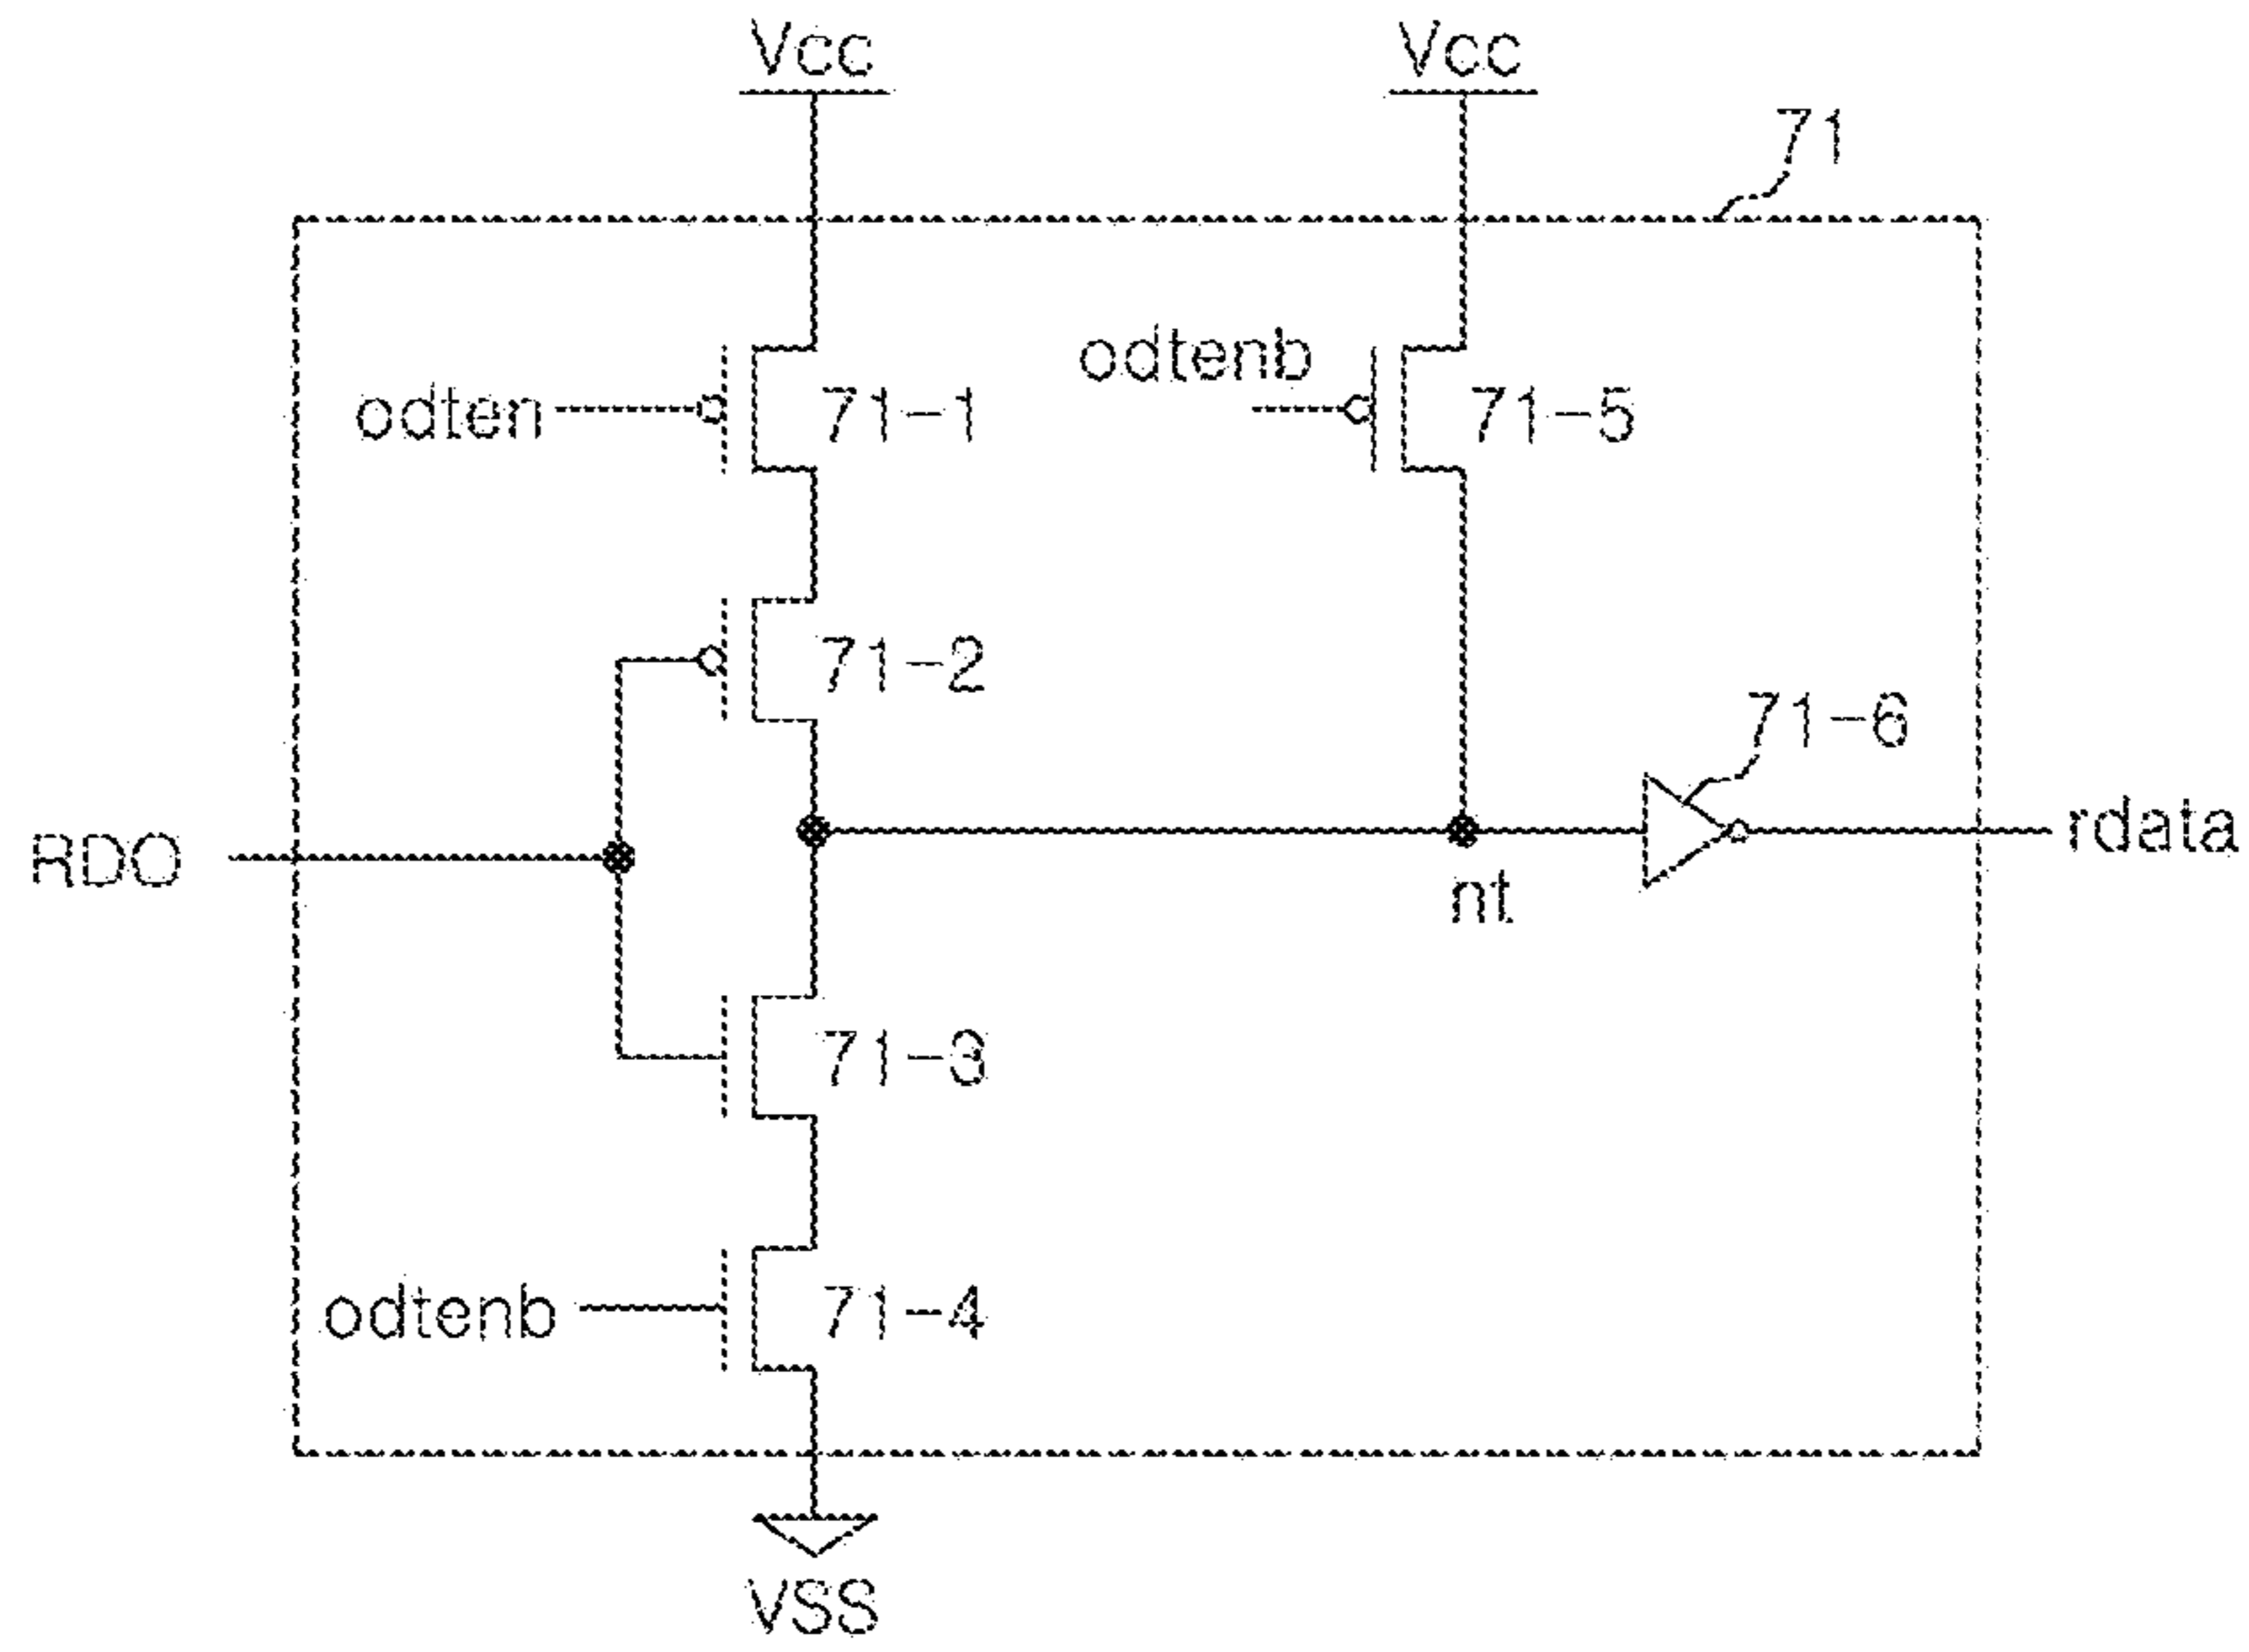 Vcc
Vcc
71
odten
71-1
odtenb
71-5
71-2
71-6
RDO
rdata
nt
71-3
odtenb
71-4
VSS